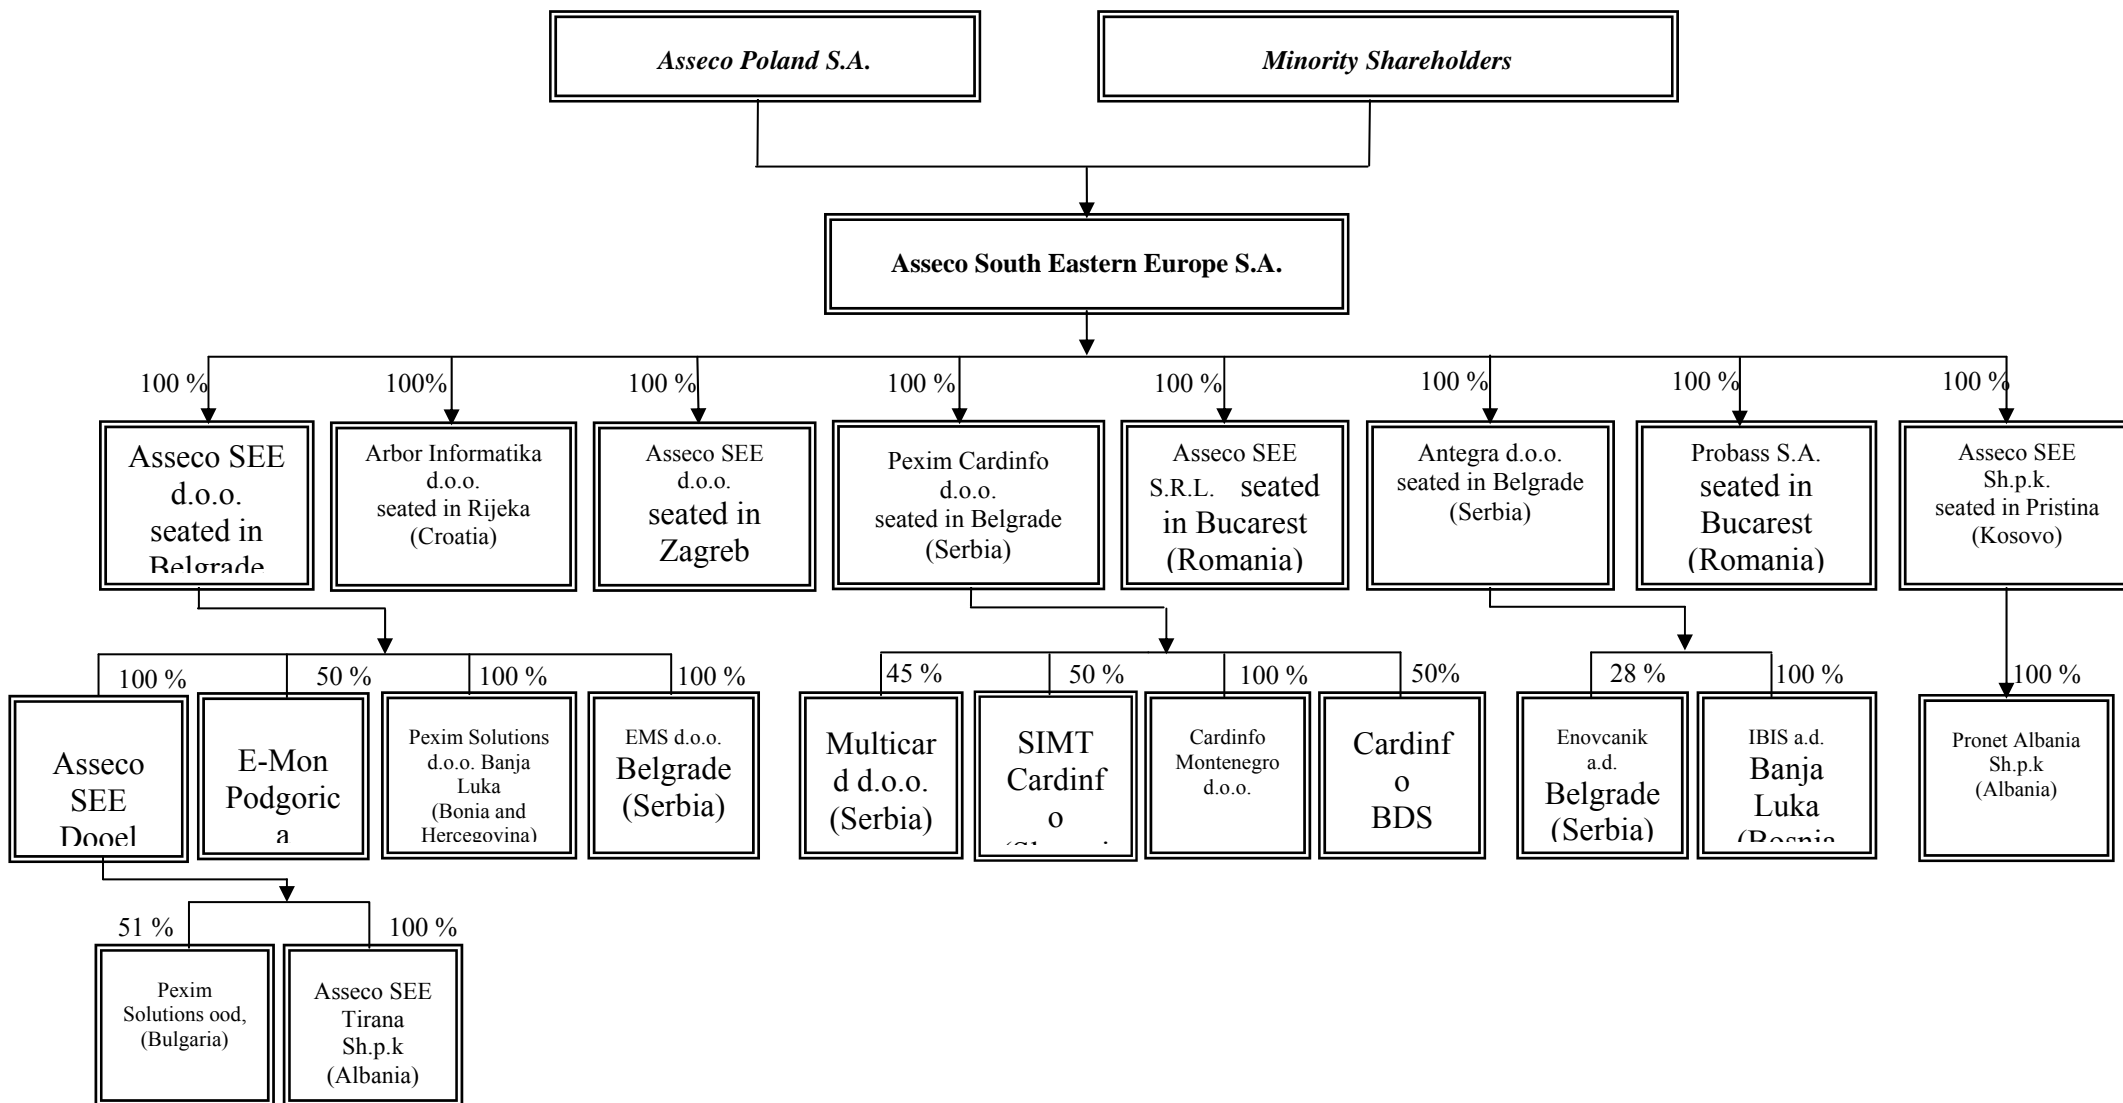 Asseco Poland S.A.
Minority Shareholders
Asseco South Eastern Europe S.A.
100 %
100%
100 %
100 %
100 %
100 %
100 %
100 %
Asseco SEE
d.o.o.
seated in
Belgrade
Arbor Informatika
d.o.o.
seated in Rijeka
(Croatia)
Asseco SEE
d.o.o.
seated in
Zagreb
Pexim Cardinfo
d.o.o.
seated in Belgrade
(Serbia)
Asseco SEE
S.R.L. seated
in Bucarest
(Romania)
Antegra d.o.o.
seated in Belgrade
(Serbia)
Probass S.A.
seated in
Bucarest
(Romania)
Asseco SEE
Sh.p.k.
seated in Pristina
(Kosovo)
100 %
50 %
100 %
100 %
45 %
50 %
100 %
50%
28 %
100 %
100 %
Asseco
SEE
Dooel
E-Mon
Podgoric
a
Pexim Solutions
d.o.o. Banja
Luka
(Bonia and
Hercegovina)
EMS d.o.o.
Belgrade
(Serbia)
Multicar
d d.o.o.
(Serbia)
SIMT
Cardinf
o
Cardinfo
Montenegro
d.o.o.
Cardinf
o
BDS
Enovcanik
a.d.
Belgrade
(Serbia)
IBIS a.d.
Banja
Luka
(Bosnia
Pronet Albania
Sh.p.k
(Albania)
51 %
100 %
Pexim
Solutions ood,
(Bulgaria)
Asseco SEE
Tirana
Sh.p.k
(Albania)